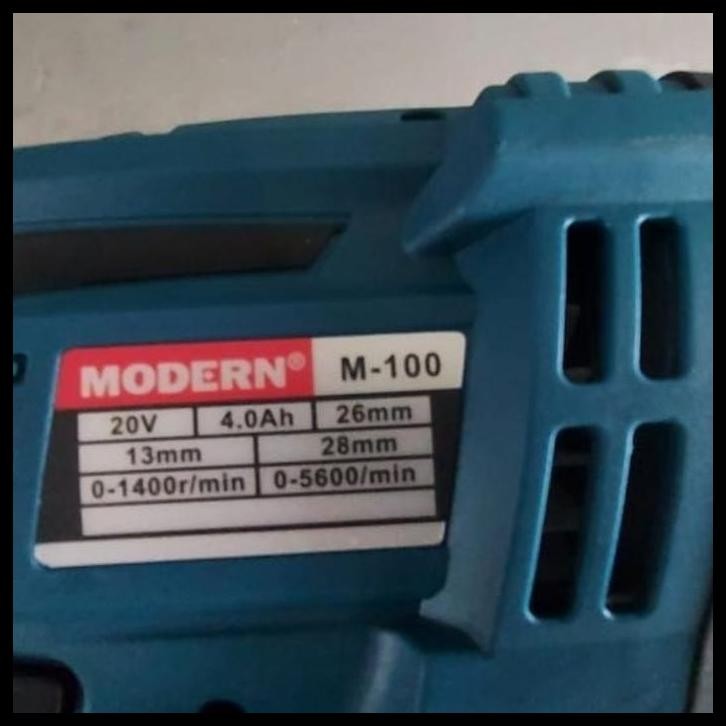 MODERN® M-100
20V 4.0Ah 26mm
13mm 28mm
0-1400r/min 0-5600/min